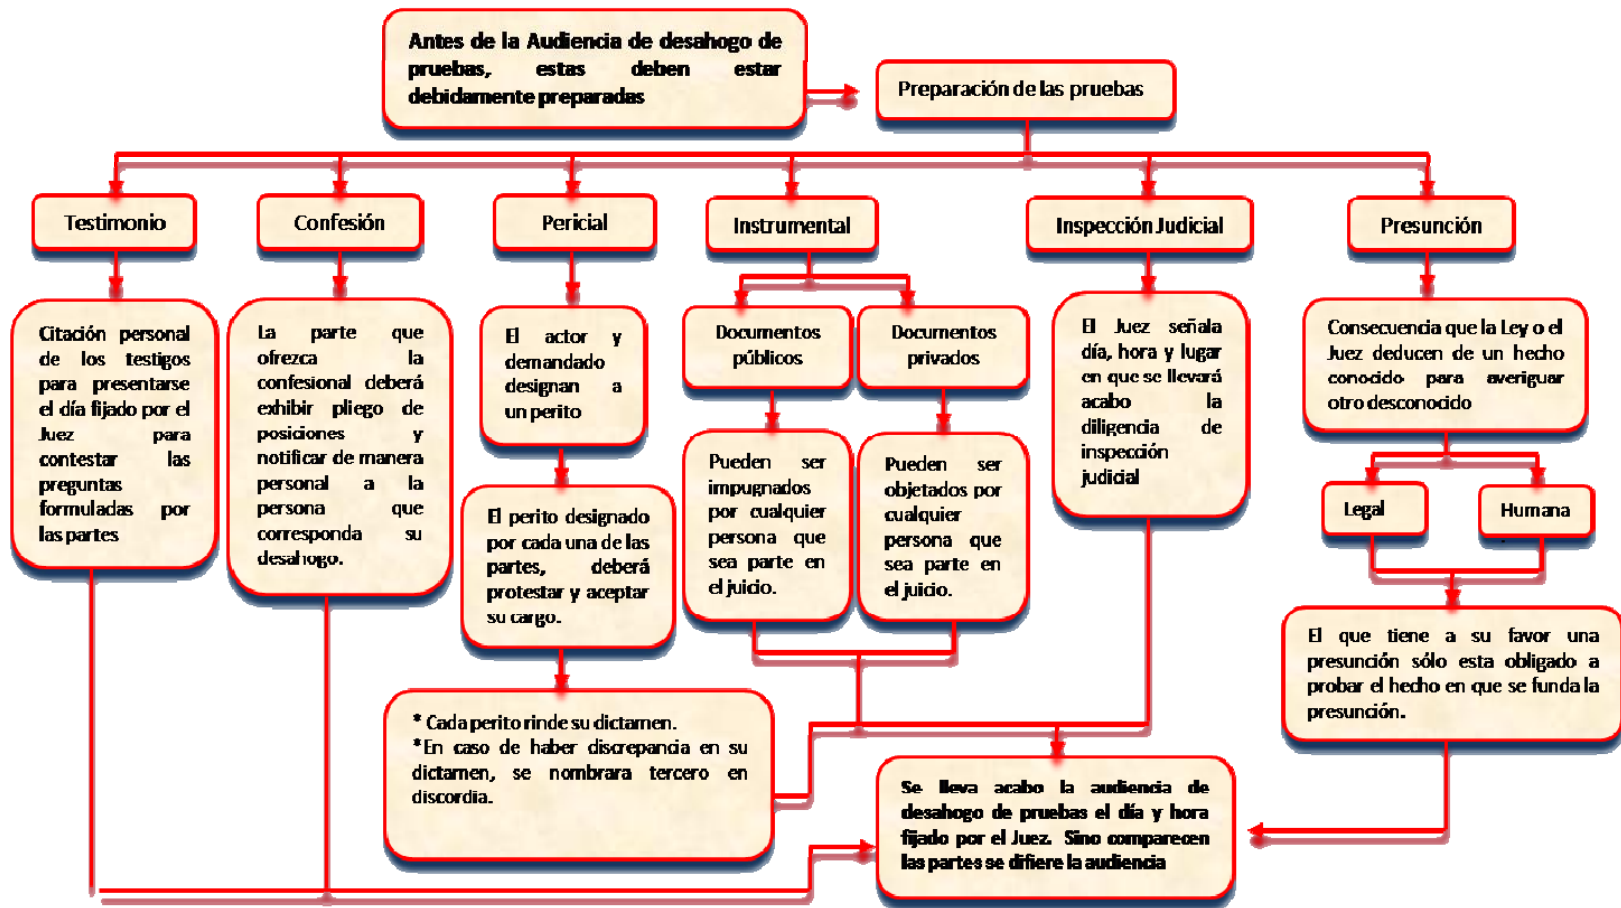 Antes de la Audiencia de desahogo de
pruebas, estas deben estar
debidamente preparadas
Preparación de las pruebas
Testimonio
Confesión
Pericial
Instrumental
Inspección Judicial
Presunción
Citación personal
de los testigos
para presentarse
el día fijado por el
Juez para
contestar las
preguntas
formuladas por
las partes
La parte que
ofrezca la
confesional deberá
exhibir pliego de
posiciones y
notificar de manera
personal a la
persona que
corresponda su
desahogo.
El actor y
demandado
designan a
un perito
El perito designado
por cada una de las
partes, deberá
protestar y aceptar
su cargo.
* Cada perito rinde su dictamen.
*En caso de haber discrepancia en su
dictamen, se nombrara tercero en
discordia.
Documentos
públicos
Documentos
privados
Pueden ser
impugnados
por cualquier
persona que
sea parte en
el juicio.
Pueden ser
objetados por
cualquier
persona que
sea parte en
el juicio.
El Juez señala
día, hora y lugar
en que se llevará
acabo la
diligencia de
inspección
judicial
Consecuencia que la Ley o el
Juez deducen de un hecho
conocido para averiguar
otro desconocido
Legal
Humana
El que tiene a su favor una
presunción sólo esta obligado a
probar el hecho en que se funda la
presunción.
Se lleva acabo la audiencia de
desahogo de pruebas el día y hora
fijado por el Juez. Sino comparecen
las partes se difiere la audiencia